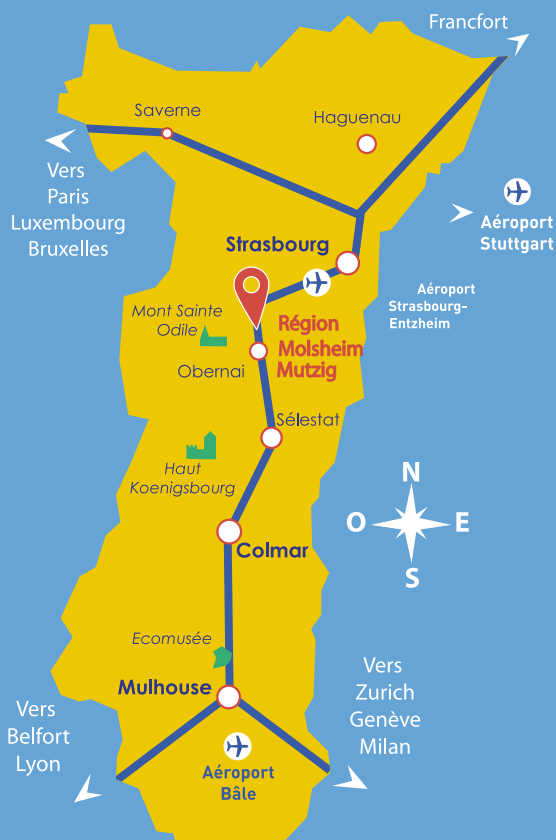 Francfort
Saverne
Haguenau
Vers
Paris
Luxembourg
Bruxelles
Aéroport
Stuttgart
Strasbourg
Aéroport
Strasbourg-
Entzheim
Mont Sainte
Odile
Région
Molsheim
Mutzig
Obernai
Sélestat
Haut
Koenigsbourg
N
O
E
S
Colmar
Ecomusée
Mulhouse
Vers
Zurich
Genève
Milan
Vers
Belfort
Lyon
Aéroport
Bâle